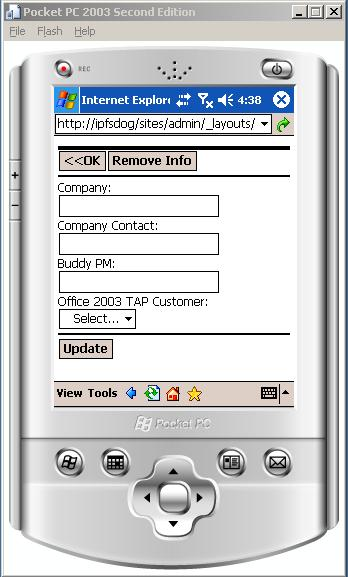 Pocket PC 2003 Second Edition
File Flash Help
REC
Internet Explore 4:38
http://ipfsdog/sites/admin/_layouts/
<<OK Remove Info
Company:
Company Contact:
Buddy PM:
Office 2003 TAP Customer:
Select...
Update
View Tools
Pocket PC